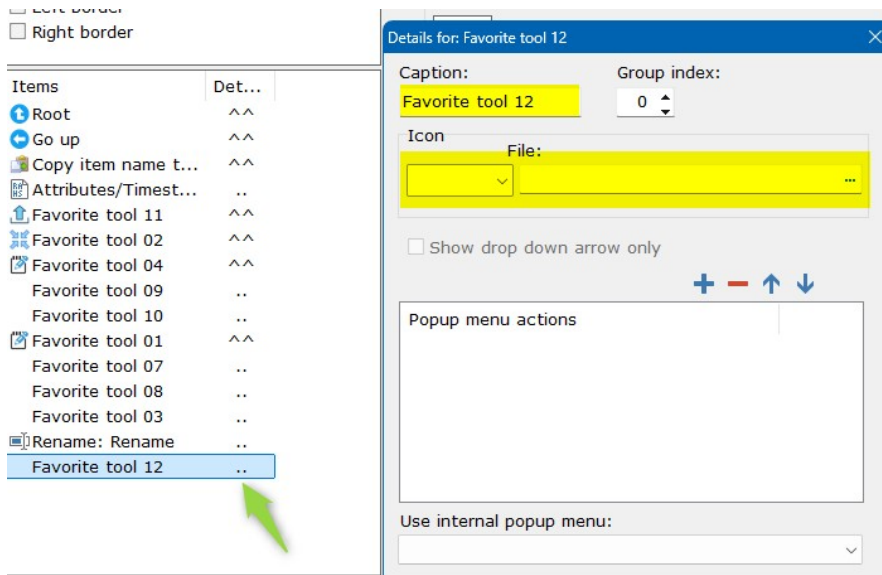 Right border
Items Det...
Root ^^
Go up ^^
Copy item name t... ^^
Attributes/Timest... ..
Favorite tool 11 ^^
Favorite tool 02 ^^
Favorite tool 04 ^^
Favorite tool 09 ..
Favorite tool 10 ..
Favorite tool 01 ^^
Favorite tool 07 ..
Favorite tool 08 ..
Favorite tool 03 ..
Rename: Rename ..
Favorite tool 12 ..
Details for: Favorite tool 12
Caption: Group index:
Favorite tool 12 0
Icon
File:
...
Show drop down arrow only
Popup menu actions
Use internal popup menu: